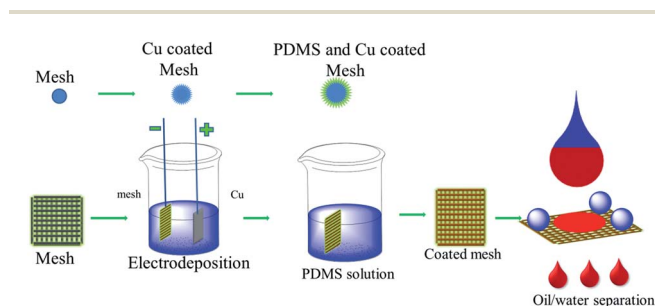 Mesh
Cu coated
Mesh
PDMS and Cu coated
Mesh
mesh
Cu
Mesh
Electrodeposition
PDMS solution
Coated mesh
Oil/water separation